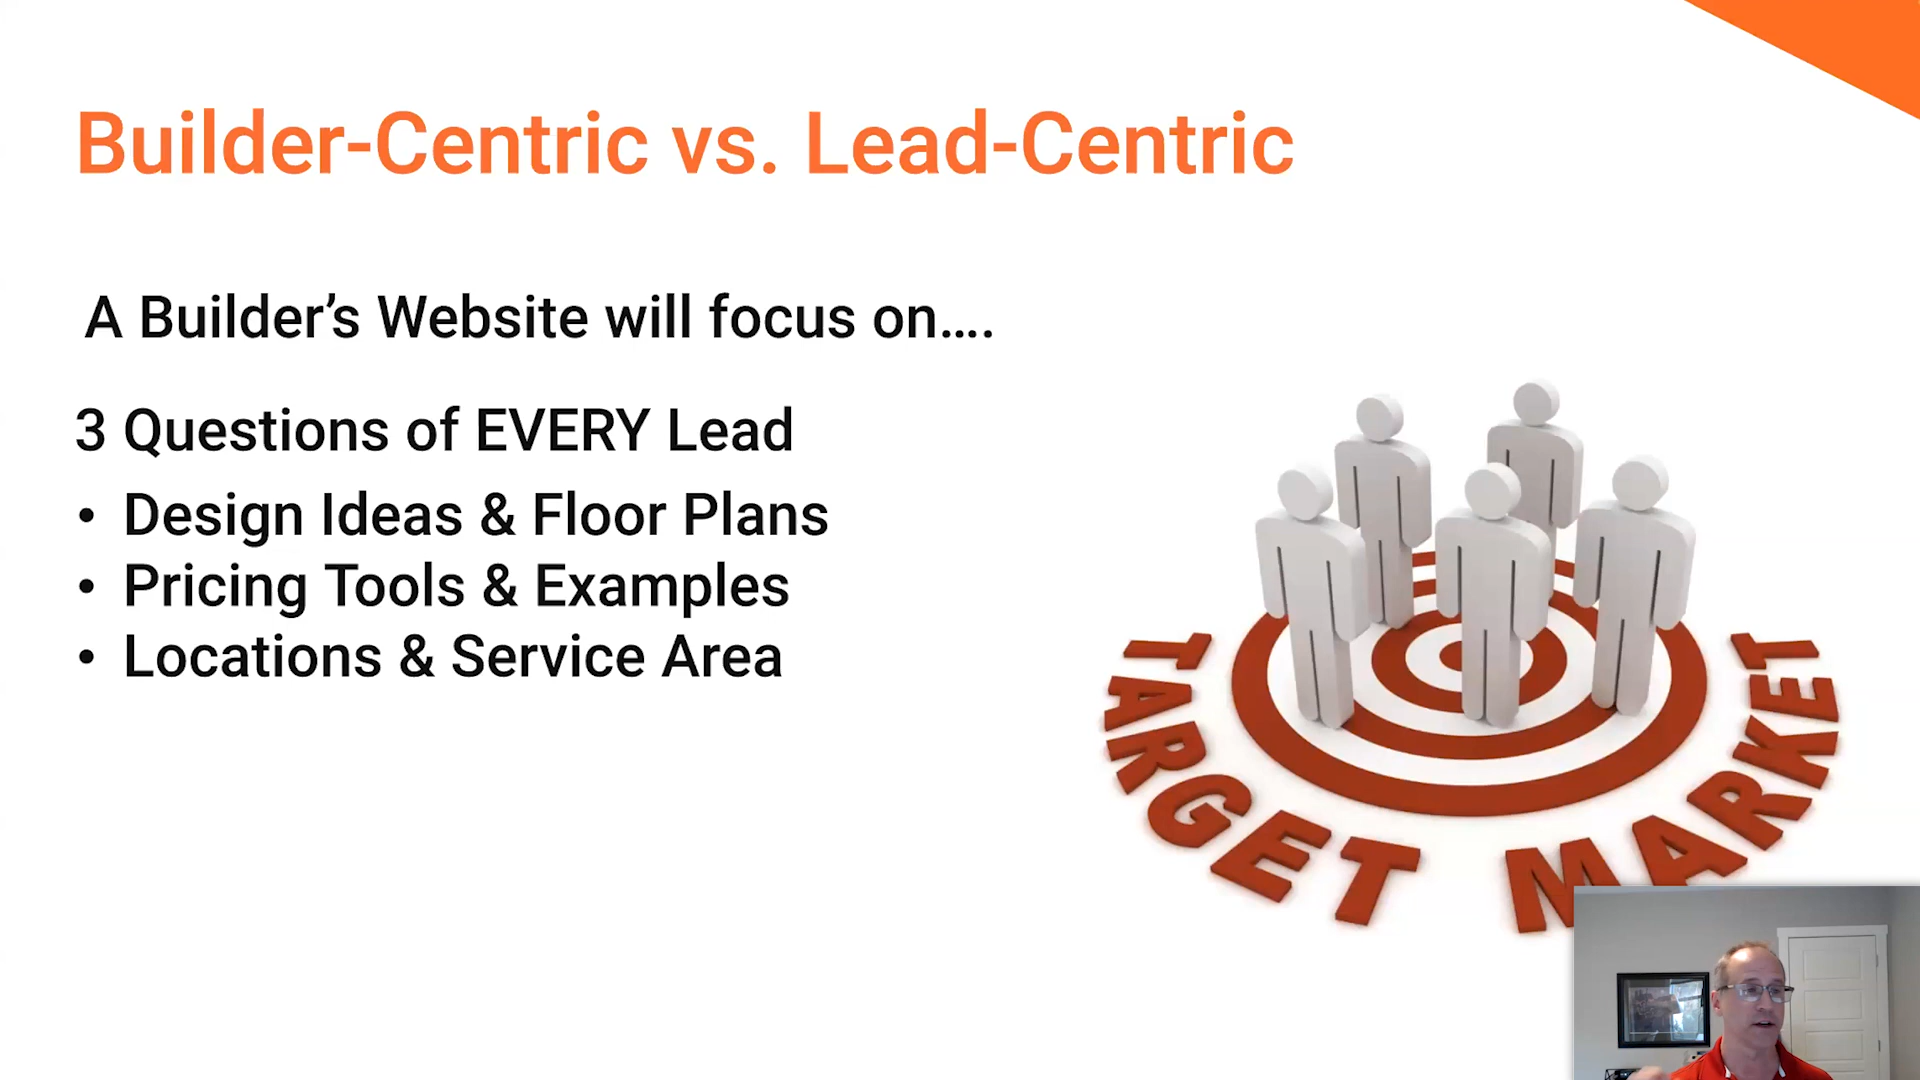 Builder-Centric vs. Lead-Centric
A Builder’s Website will focus on....
3 Questions of EVERY Lead
• Design Ideas & Floor Plans
• Pricing Tools & Examples
• Locations & Service Area
TARGET MARKET